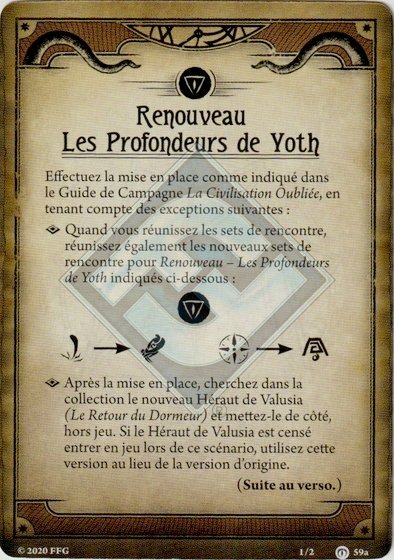 Renouveau
Les Profondeurs de Yoth
Effectuez la mise en place comme indiqué dans
le Guide de Campagne La Civilisation Oubliée, en
tenant compte des exceptions suivantes :
Quand vous réunissez les sets de rencontre,
réunissez également les nouveaux sets de
rencontre pour Renouveau – Les Profondeurs
de Yoth indiqués ci-dessous :
Après la mise en place, cherchez dans la
collection le nouveau Héraut de Valusia
(Le Retour du Dormeur) et mettez-le de côté,
hors jeu. Si le Héraut de Valusia est censé
entrer en jeu lors de ce scénario, utilisez cette
version au lieu de la version d'origine.
(Suite au verso.)
© 2020 FFG 1/2 59a